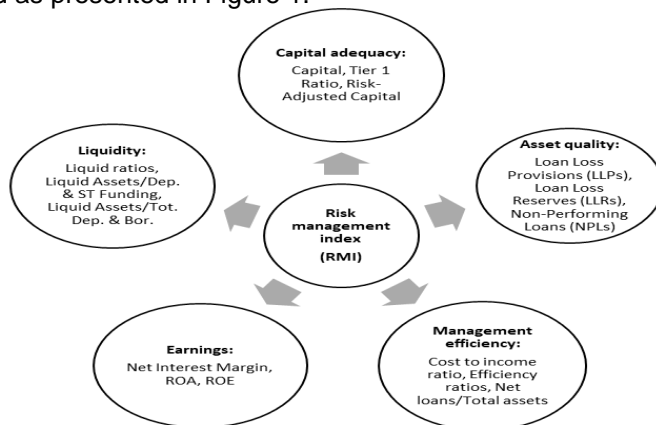 d as presented in Figure 1.
Capital adequacy:
Capital, Tier 1
Ratio, Risk-
Adjusted Capital
Liquidity:
Liquid ratios,
Liquid Assets/Dep.
& ST Funding,
Liquid Assets/Tot.
Dep. & Bor.
Asset quality:
Loan Loss
Provisions (LLPs),
Loan Loss
Reserves (LLRs),
Non-Performing
Loans (NPLs)
Risk
management
index
(RMI)
Earnings:
Net Interest Margin,
ROA, ROE
Management
efficiency:
Cost to income
ratio, Efficiency
ratios, Net
loans/Total assets